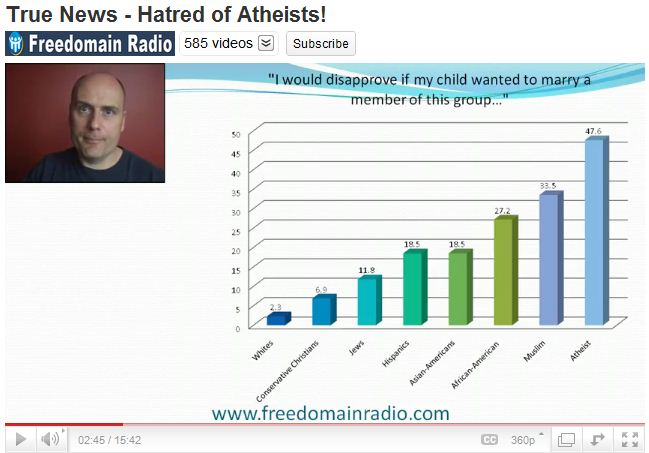 True News - Hatred of Atheists!
Freedomain Radio 585 videos Subscribe
"I would disapprove if my child wanted to marry a
member of this group..."
50
45
40
35
30
25
20
15
10
5
0
2.3
6.9
11.8
18.5
18.5
27.2
33.5
47.6
Whites
Conservative Christians
Jews
Hispanics
Asian-Americans
African-American
Muslim
Atheist
www.freedomainradio.com
02:45 / 15:42 CC 360p